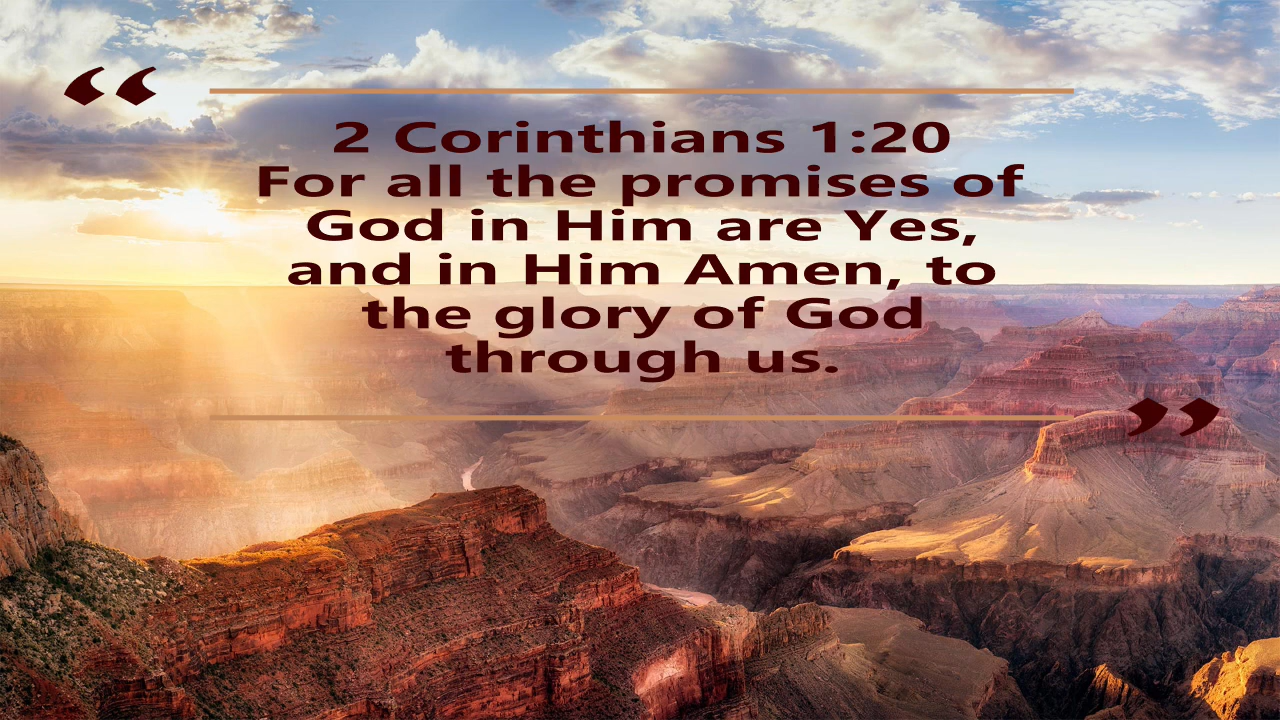 “
2 Corinthians 1:20
For all the promises of
God in Him are Yes,
and in Him Amen, to
the glory of God
through us.
”